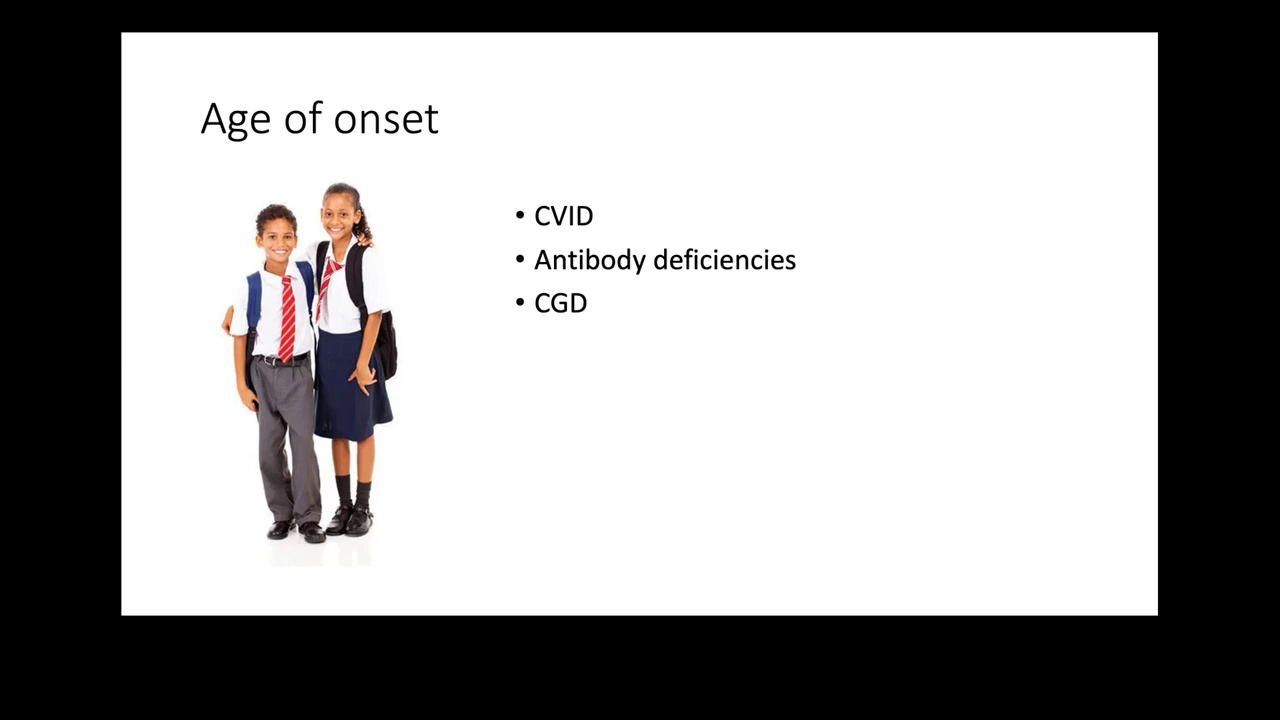 Age of onset
• CVID
• Antibody deficiencies
• CGD